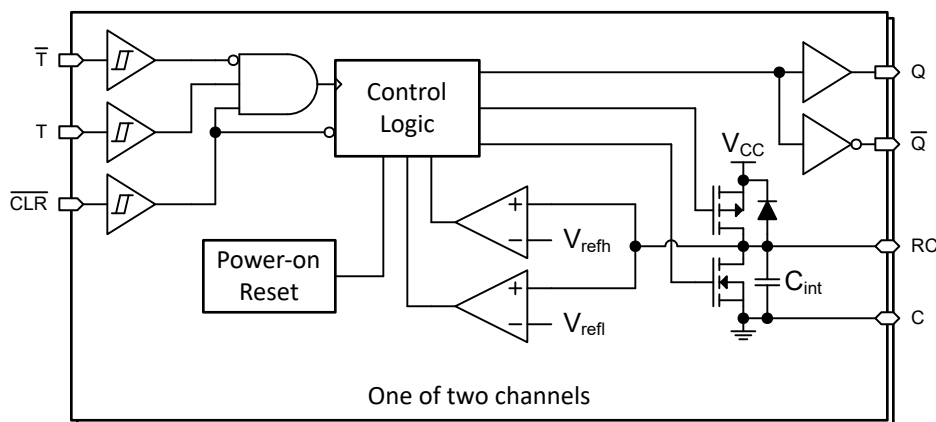 T̅
T
C̅L̅R̅
Control
Logic
Power-on
Reset
+
−
V_refh
+
−
V_refl
V_CC
C_int
Q
Q̅
RC
C
One of two channels